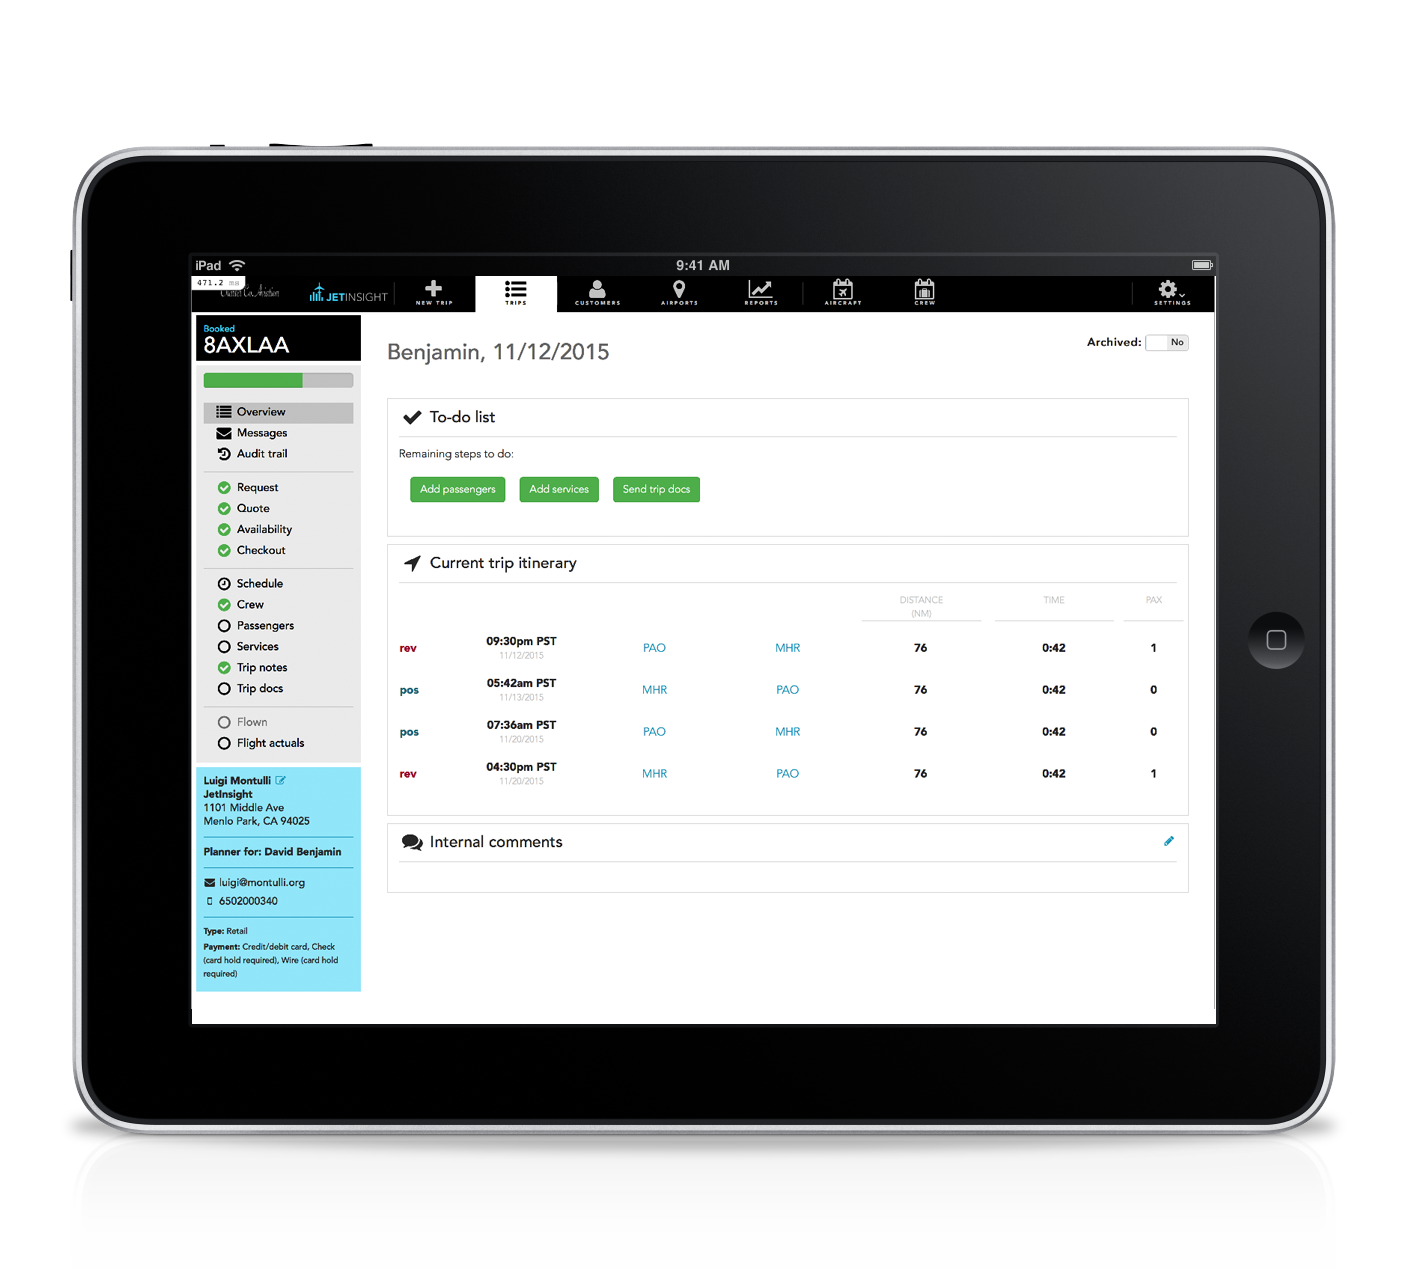 iPad
9:41 AM
471.2 ms
JETINSIGHT
NEW TRIP
TRIPS
CUSTOMERS
AIRPORTS
REPORTS
AIRCRAFT
CREW
SETTINGS
Booked
8AXLAA
Overview
Messages
Audit trail
Request
Quote
Availability
Checkout
Schedule
Crew
Passengers
Services
Trip notes
Trip docs
Flown
Flight actuals
Luigi Montulli
JetInsight
1101 Middle Ave
Menlo Park, CA 94025
Planner for: David Benjamin
luigi@montulli.org
6502000340
Type: Retail
Payment: Credit/debit card, Check
(card hold required), Wire (card hold
required)
Benjamin, 11/12/2015
Archived: No
To-do list
Remaining steps to do:
Add passengers Add services Send trip docs
Current trip itinerary
DISTANCE (NM) TIME PAX
rev 09:30pm PST 11/12/2015 PAO MHR 76 0:42 1
pos 05:42am PST 11/13/2015 MHR PAO 76 0:42 0
pos 07:36am PST 11/20/2015 PAO MHR 76 0:42 0
rev 04:30pm PST 11/20/2015 MHR PAO 76 0:42 1
Internal comments